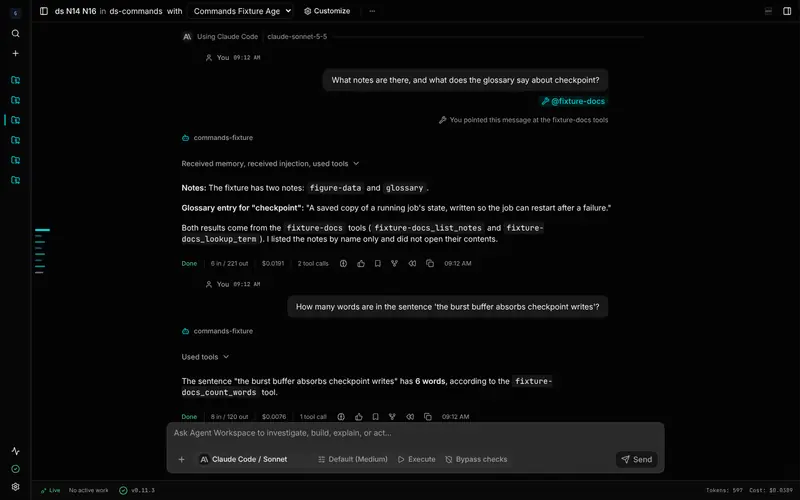 ds N14 N16 in ds-commands with Commands Fixture Age Customize
Using Claude Code claude-sonnet-5-5
You 09:12 AM
What notes are there, and what does the glossary say about checkpoint?
@fixture-docs
You pointed this message at the fixture-docs tools
commands-fixture
Received memory, received injection, used tools
Notes: The fixture has two notes: figure-data and glossary.
Glossary entry for "checkpoint": "A saved copy of a running job's state, written so the job can restart after a failure."
Both results come from the fixture-docs tools (fixture-docs_list_notes and fixture-
docs_lookup_term). I listed the notes by name only and did not open their contents.
Done 6 in / 221 out $0.0191 2 tool calls 09:12 AM
You 09:12 AM
How many words are in the sentence 'the burst buffer absorbs checkpoint writes'?
commands-fixture
Used tools
The sentence "the burst buffer absorbs checkpoint writes" has 6 words, according to the fixture-
docs_count_words tool.
Done 8 in / 120 out $0.0076 1 tool call 09:12 AM
Ask Agent Workspace to investigate, build, explain, or act...
Claude Code / Sonnet Default (Medium) Execute Bypass checks Send
Live No active work v0.11.3 Tokens: 597 Cost: $0.0389